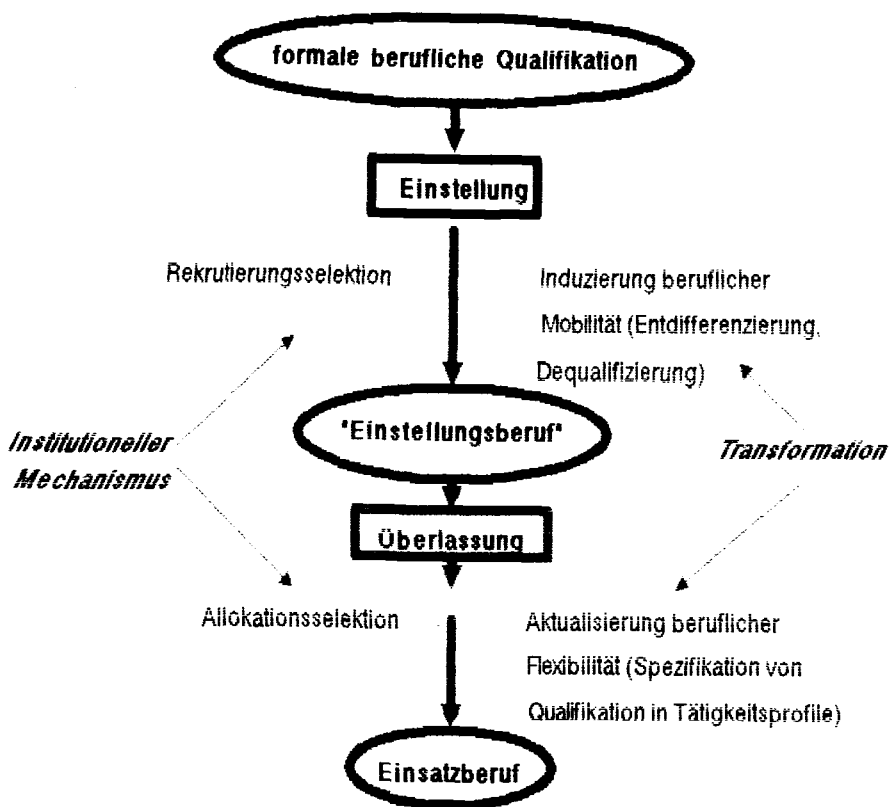 formale berufliche Qualifikation
Einstellung
Rekrutierungsselektion
Induzierung beruflicher
Mobilität (Entdifferenzierung,
Dequalifizierung)
"Einstellungsberuf"
Institutioneller
Mechanismus
Transformation
Überlassung
Allokationsselektion
Aktualisierung beruflicher
Flexibilität (Spezifikation von
Qualifikation in Tätigkeitsprofile)
Einsatzberuf